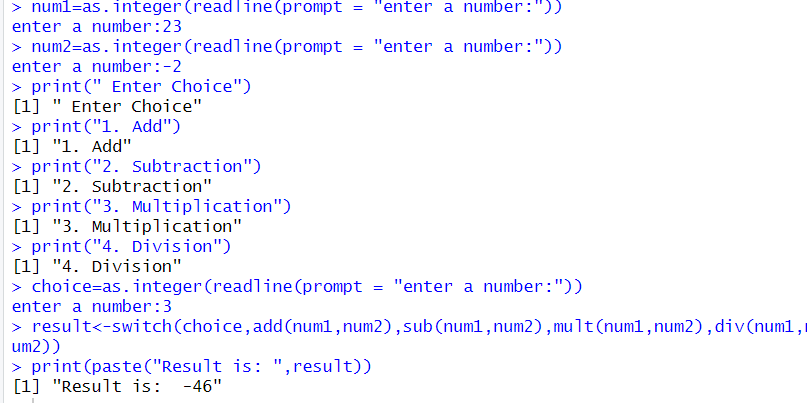 > num1=as.integer(readline(prompt = "enter a number:"))
enter a number:23
> num2=as.integer(readline(prompt = "enter a number:"))
enter a number:-2
> print(" Enter Choice")
[1] " Enter Choice"
> print("1. Add")
[1] "1. Add"
> print("2. Subtraction")
[1] "2. Subtraction"
> print("3. Multiplication")
[1] "3. Multiplication"
> print("4. Division")
[1] "4. Division"
> choice=as.integer(readline(prompt = "enter a number:"))
enter a number:3
> result<-switch(choice,add(num1,num2),sub(num1,num2),mult(num1,num2),div(num1,n
um2))
> print(paste("Result is: ",result))
[1] "Result is:  -46"